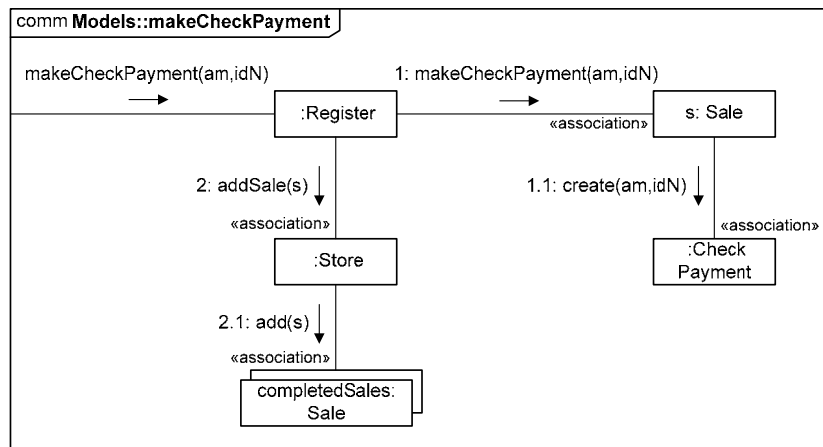 comm Models::makeCheckPayment
makeCheckPayment(am,idN)
1: makeCheckPayment(am,idN)
:Register
«association»
s: Sale
2: addSale(s)
1.1: create(am,idN)
«association»
«association»
:Store
:Check
Payment
2.1: add(s)
«association»
completedSales:
Sale